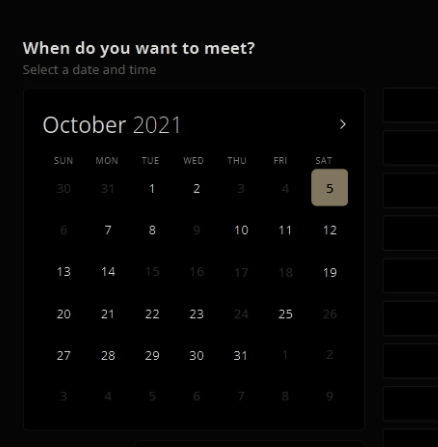 When do you want to meet?
Select a date and time
October 2021
SUN MON TUE WED THU FRI SAT
30 31 1 2 3 4 5
6 7 8 9 10 11 12
13 14 15 16 17 18 19
20 21 22 23 24 25 26
27 28 29 30 31 1 2
3 4 5 6 7 8 9